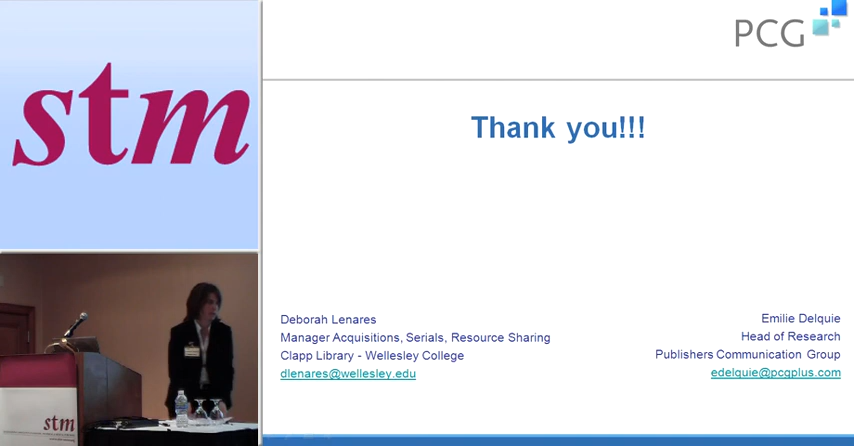 stm
PCG
Thank you!!!
Deborah Lenares
Manager Acquisitions, Serials, Resource Sharing
Clapp Library - Wellesley College
dlenares@wellesley.edu
Emilie Delquie
Head of Research
Publishers Communication Group
edelquie@pcgplus.com
stm